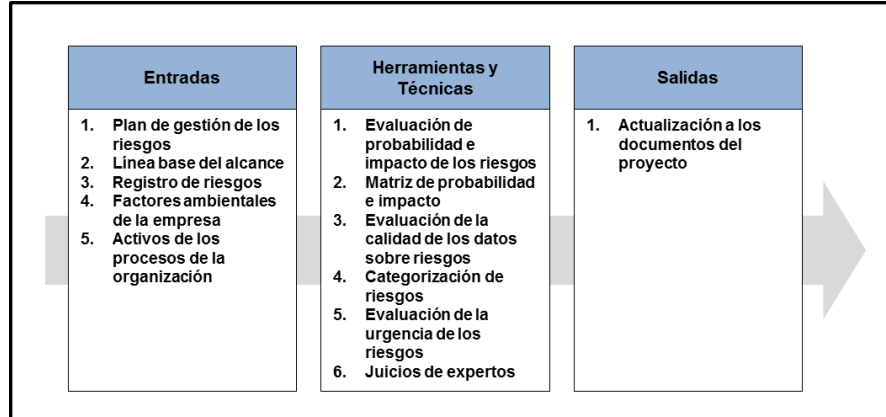 Entradas
1. Plan de gestión de los
riesgos
2. Línea base del alcance
3. Registro de riesgos
4. Factores ambientales
de la empresa
5. Activos de los
procesos de la
organización
Herramientas y
Técnicas
1. Evaluación de
probabilidad e
impacto de los riesgos
2. Matriz de probabilidad
e impacto
3. Evaluación de la
calidad de los datos
sobre riesgos
4. Categorización de
riesgos
5. Evaluación de la
urgencia de los
riesgos
6. Juicios de expertos
Salidas
1. Actualización a los
documentos del
proyecto